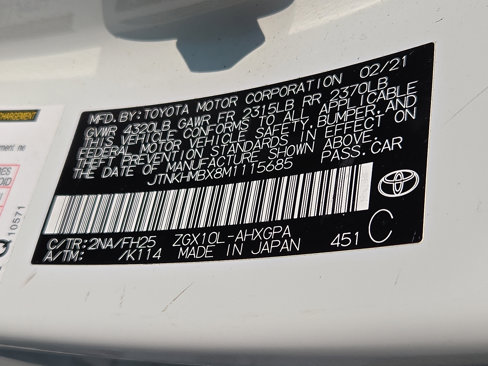 CHARGEMENT
10571
MFD.BY:TOYOTA MOTOR CORPORATION 02/21
GVWR 4320LB GAWR FR 2315LB RR 2370LB
THIS VEHICLE CONFORMS TO ALL APPLICABLE
FEDERAL MOTOR VEHICLE SAFETY, BUMPER, AND
THEFT PREVENTION STANDARDS IN EFFECT ON
THE DATE OF MANUFACTURE SHOWN ABOVE.
JTNKHMBX8M1115685 PASS.CAR
C/TR:2NA/FH25 ZGX10L-AHXGPA 451 C
A/TM: /K114 MADE IN JAPAN